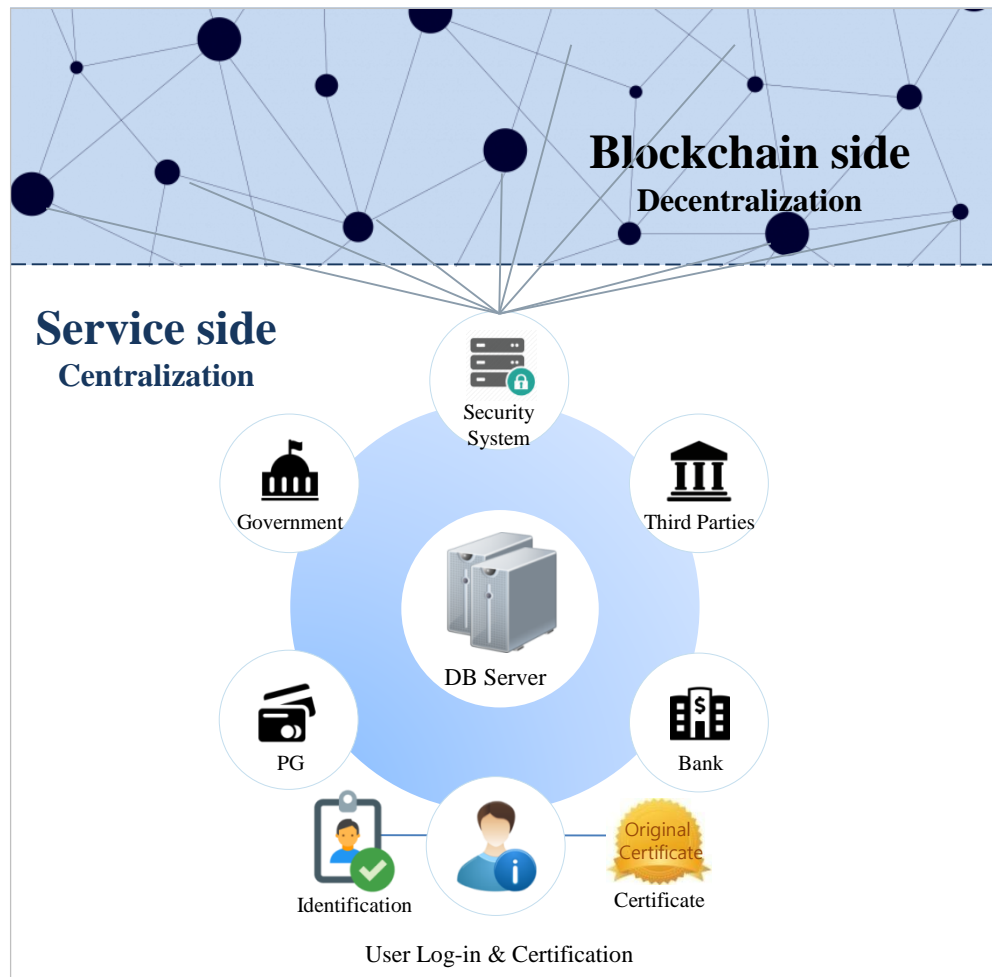 Blockchain side
Decentralization
Service side
Centralization
Security
System
Government
Third Parties
DB Server
PG
Bank
Original
Certificate
Identification
Certificate
User Log-in & Certification